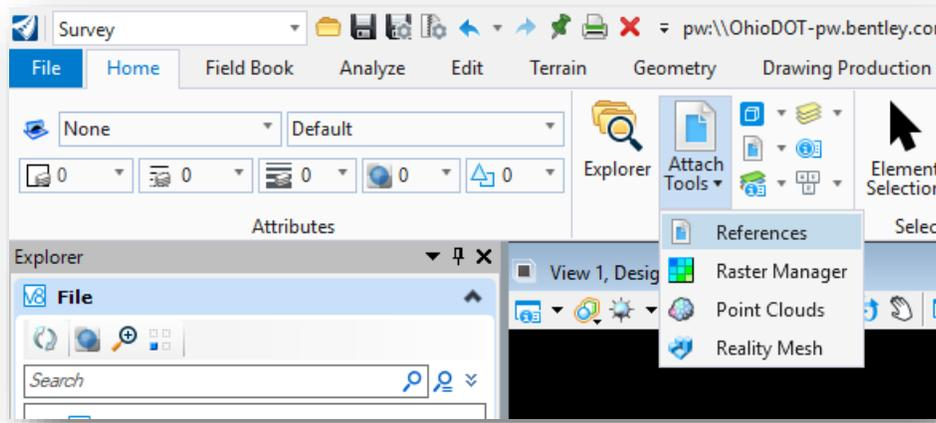 Survey
pw:\\OhioDOT-pw.bentley.co
File Home Field Book Analyze Edit Terrain Geometry Drawing Production
None Default
0 0 0 0 0
Explorer Attach Tools Element Selection
Attributes Selec
References
Raster Manager
Point Clouds
Reality Mesh
Explorer
V8 File
Search
View 1, Desig